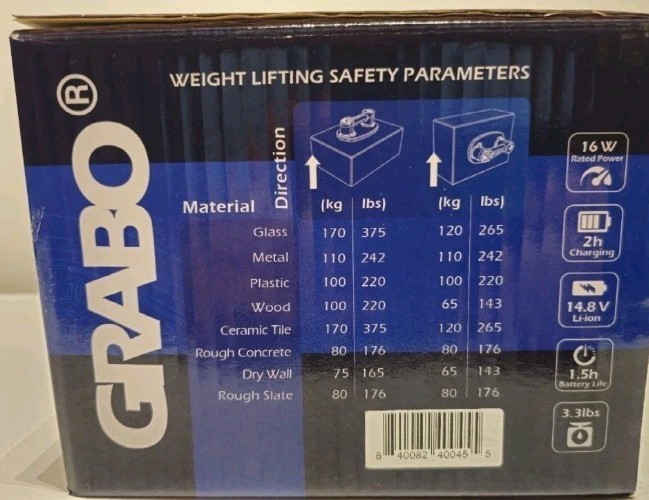 GRABO®
WEIGHT LIFTING SAFETY PARAMETERS
Material Direction (kg lbs) (kg lbs)
Glass 170 375 120 265
Metal 110 242 110 242
Plastic 100 220 100 220
Wood 100 220 65 143
Ceramic Tile 170 375 120 265
Rough Concrete 80 176 80 176
Dry Wall 75 165 65 143
Rough Slate 80 176 80 176
16 W
Rated Power
2h
Charging
14.8 V
Li-ion
1.5h
Battery Life
3.3lbs
8 40082 40045 5